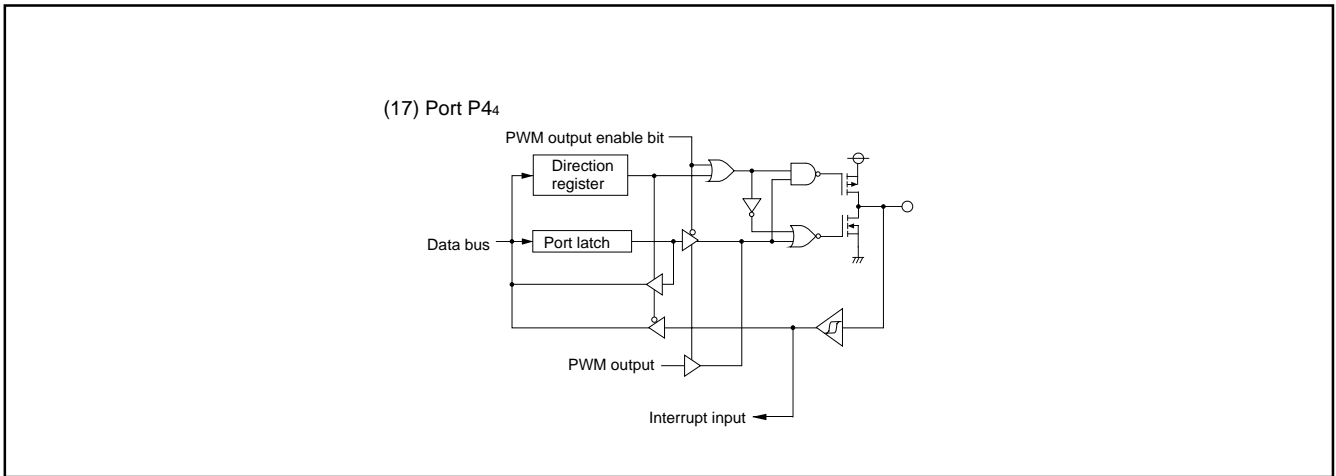 (17) Port P44
PWM output enable bit
Direction
register
Data bus
Port latch
PWM output
Interrupt input